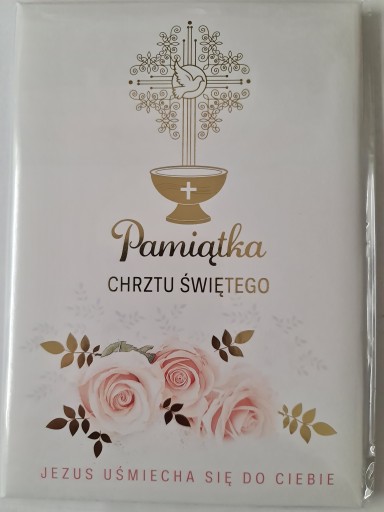 Pamiątka
CHRZTU ŚWIĘTEGO
JEZUS UŚMIECHA SIĘ DO CIEBIE